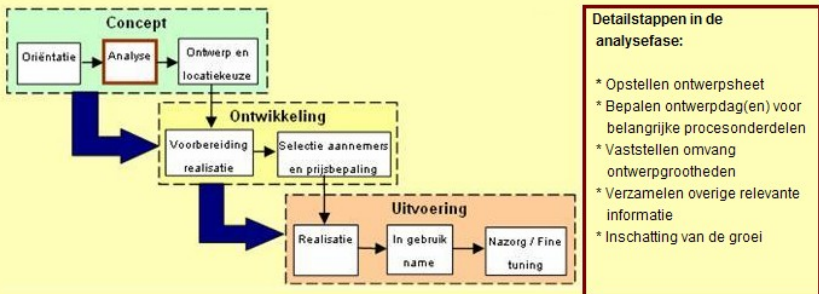 Concept
Oriëntatie
Analyse
Ontwerp en
locatiekeuze
Ontwikkeling
Voorbereiding
realisatie
Selectie aannemers
en prijsbepaling
Uitvoering
Realisatie
In gebruik
name
Nazorg / Fine
tuning
Detailstappen in de
analysefase:
* Opstellen ontwerpsheet
* Bepalen ontwerpdag(en) voor
belangrijke procesonderdelen
* Vaststellen omvang
ontwerpgrootheden
* Verzamelen overige relevante
informatie
* Inschatting van de groei